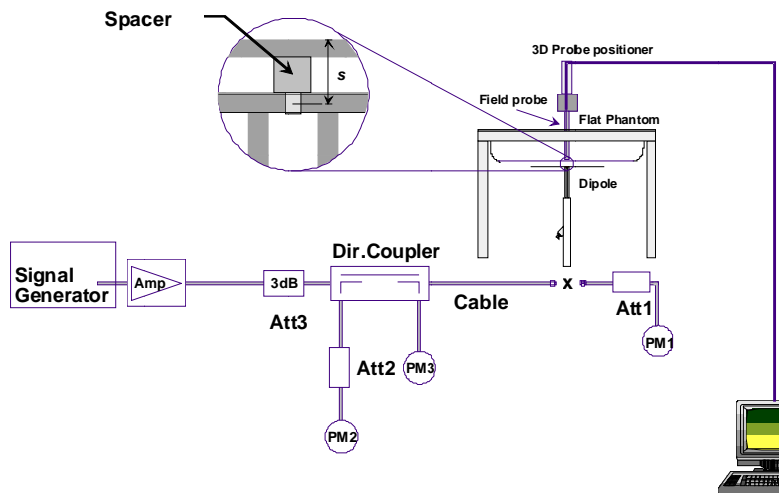 Spacer
s
3D Probe positioner
Field probe
Flat Phantom
Dipole
Signal
Generator
Amp
3dB
Att3
Dir.Coupler
Cable
x
Att1
PM1
Att2
PM3
PM2